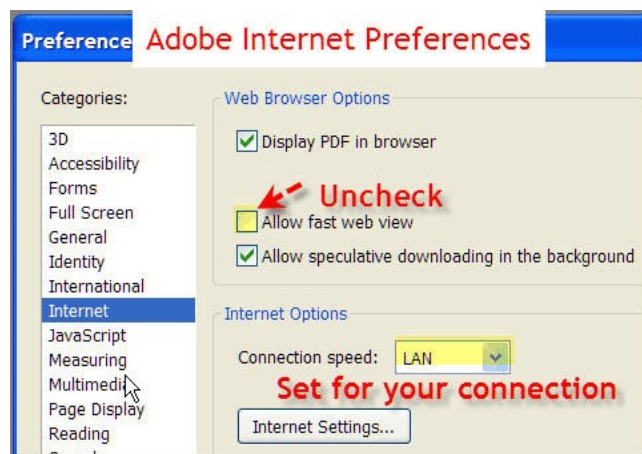 Preference
Adobe Internet Preferences
Categories:
3D
Accessibility
Forms
Full Screen
General
Identity
International
Internet
JavaScript
Measuring
Multimedia
Page Display
Reading
Web Browser Options
Display PDF in browser
Uncheck
Allow fast web view
Allow speculative downloading in the background
Internet Options
Connection speed: LAN
Set for your connection
Internet Settings...